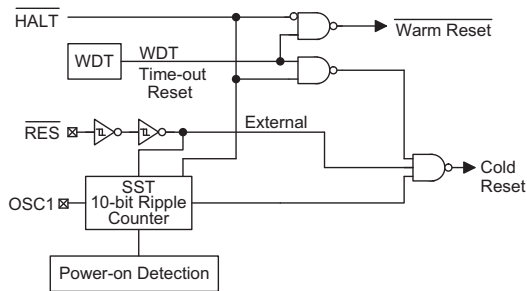 HALT
Warm Reset
WDT
WDT
Time-out
Reset
RES
External
Cold
Reset
OSC1
SST
10-bit Ripple
Counter
Power-on Detection